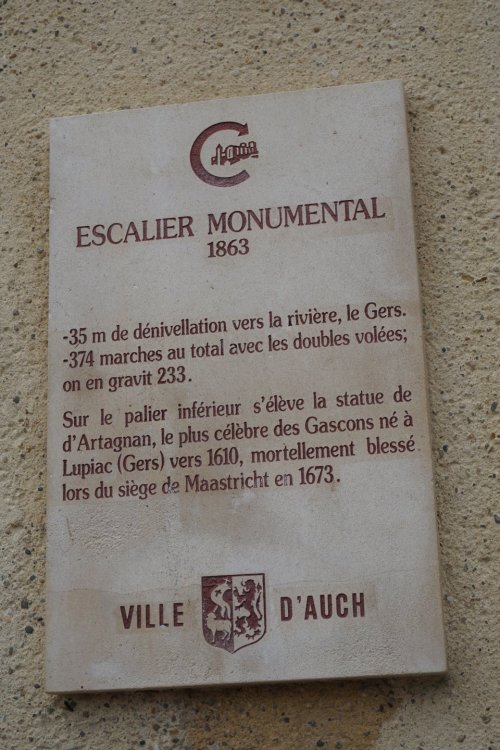 ESCALIER MONUMENTAL
1863
-35 m de dénivellation vers la rivière, le Gers.
-374 marches au total avec les doubles volées;
on en gravit 233.
Sur le palier inférieur s'élève la statue de
d'Artagnan, le plus célèbre des Gascons né à
Lupiac (Gers) vers 1610, mortellement blessé
lors du siège de Maastricht en 1673.
VILLE D'AUCH